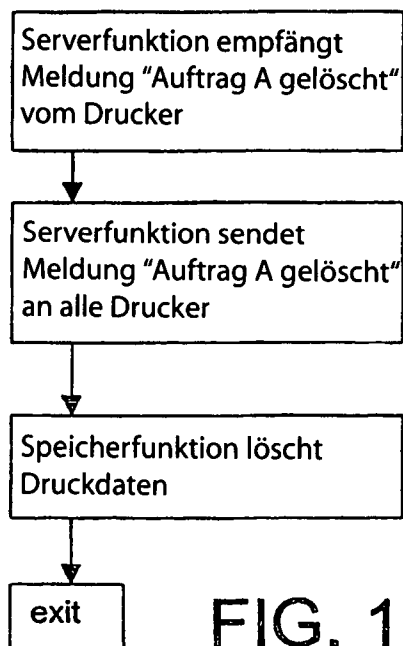 Serverfunktion empfängt
Meldung "Auftrag A gelöscht"
vom Drucker
Serverfunktion sendet
Meldung "Auftrag A gelöscht"
an alle Drucker
Speicherfunktion löscht
Druckdaten
exit
FIG. 1